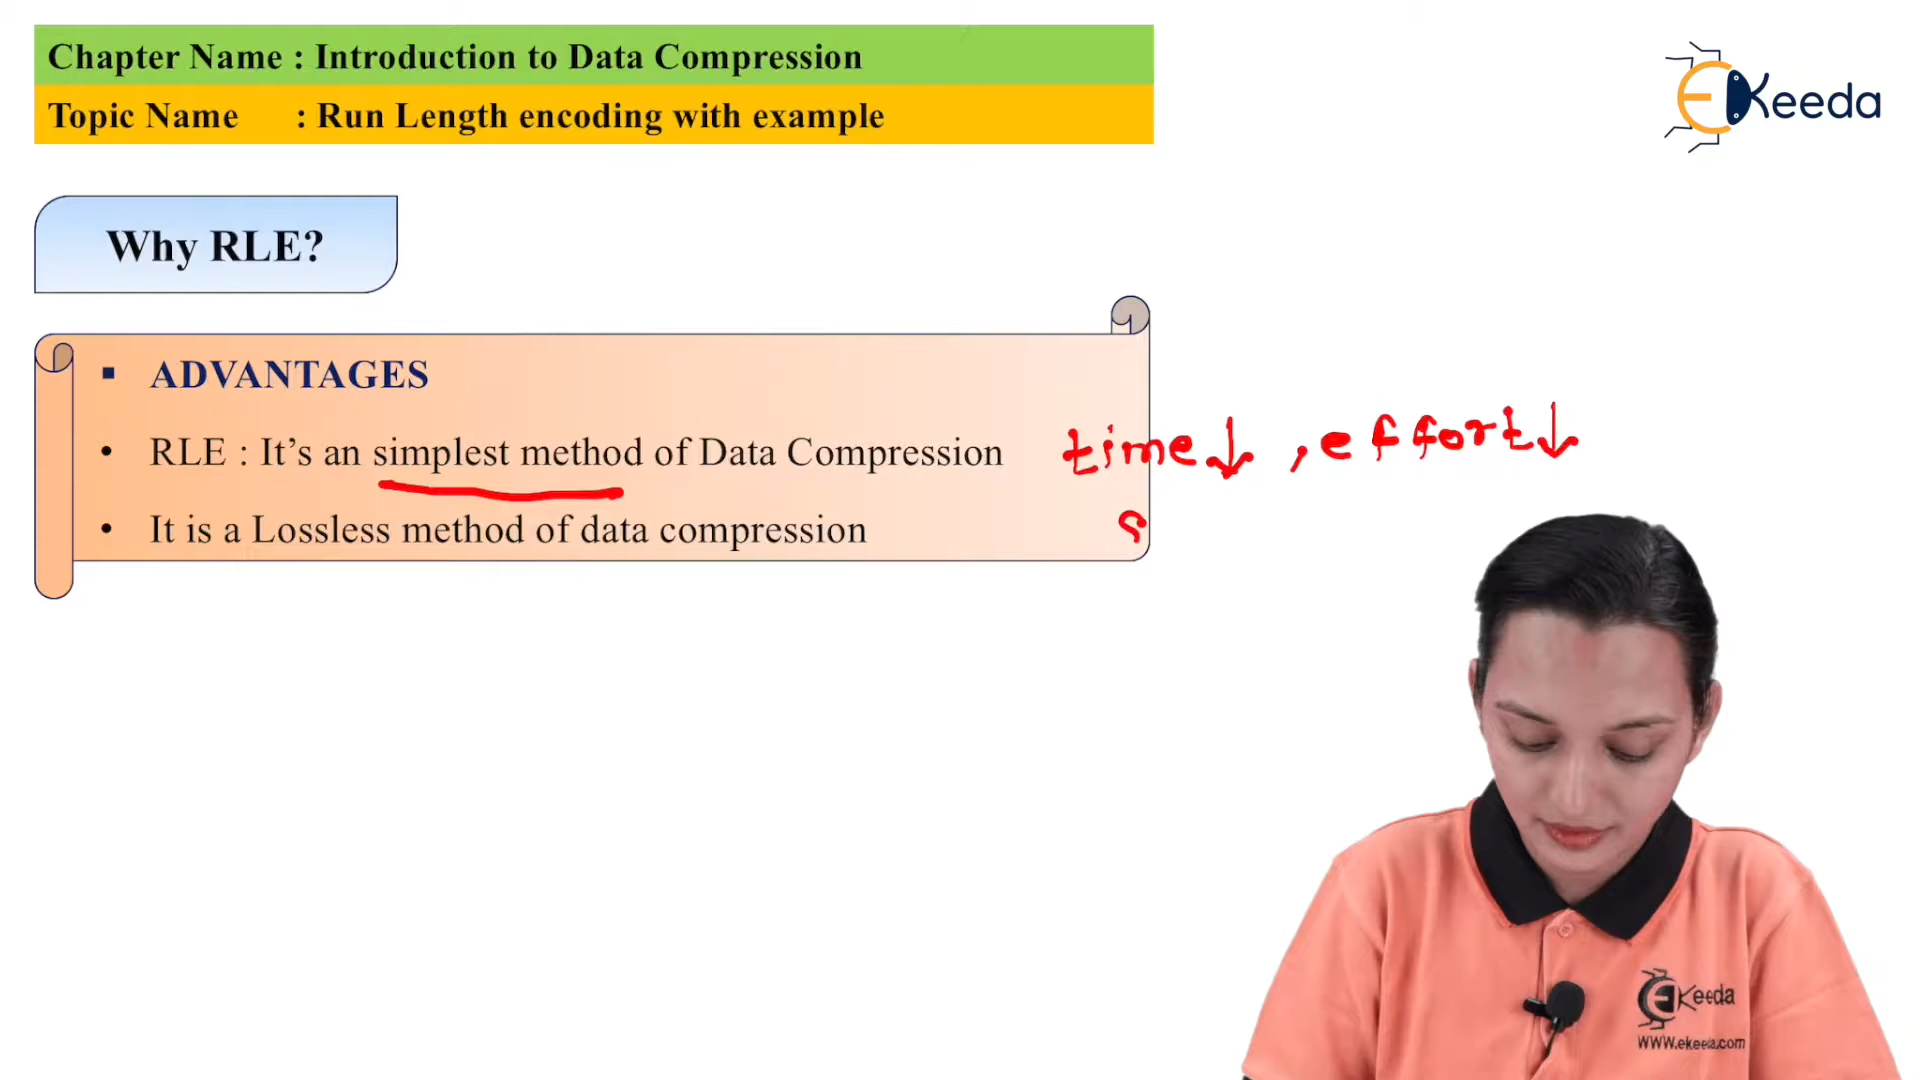 Chapter Name : Introduction to Data Compression
Topic Name : Run Length encoding with example
EKeeda
Why RLE?
▪ ADVANTAGES
• RLE : It's an simplest method of Data Compression time↓ , effort↓
• It is a Lossless method of data compression
EKeeda
WWW.ekeeda.com